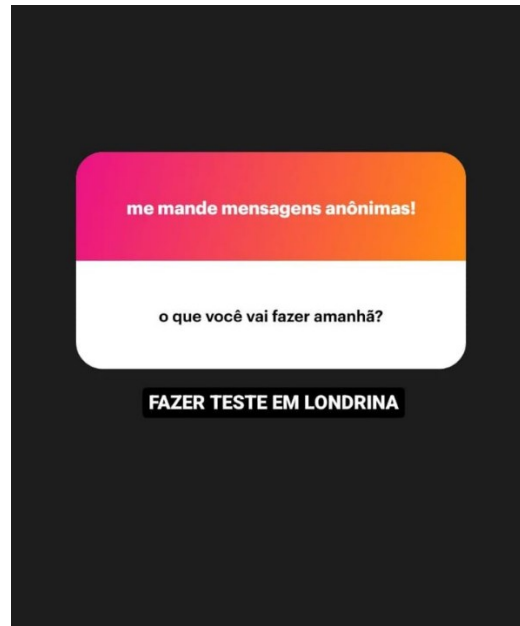 me mande mensagens anônimas!
o que você vai fazer amanhã?
FAZER TESTE EM LONDRINA